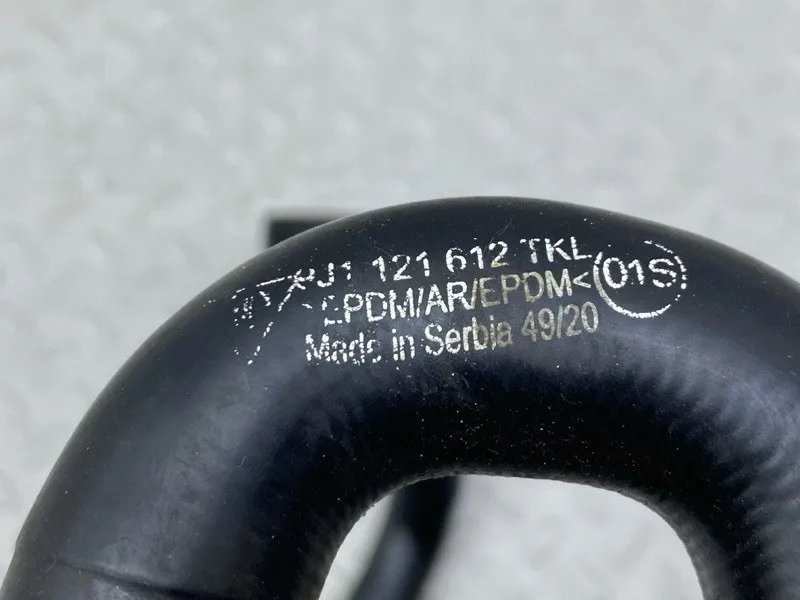 J1 121 612 TKL
EPDM/AR/EPDM< 01S
Made in Serbia 49/20